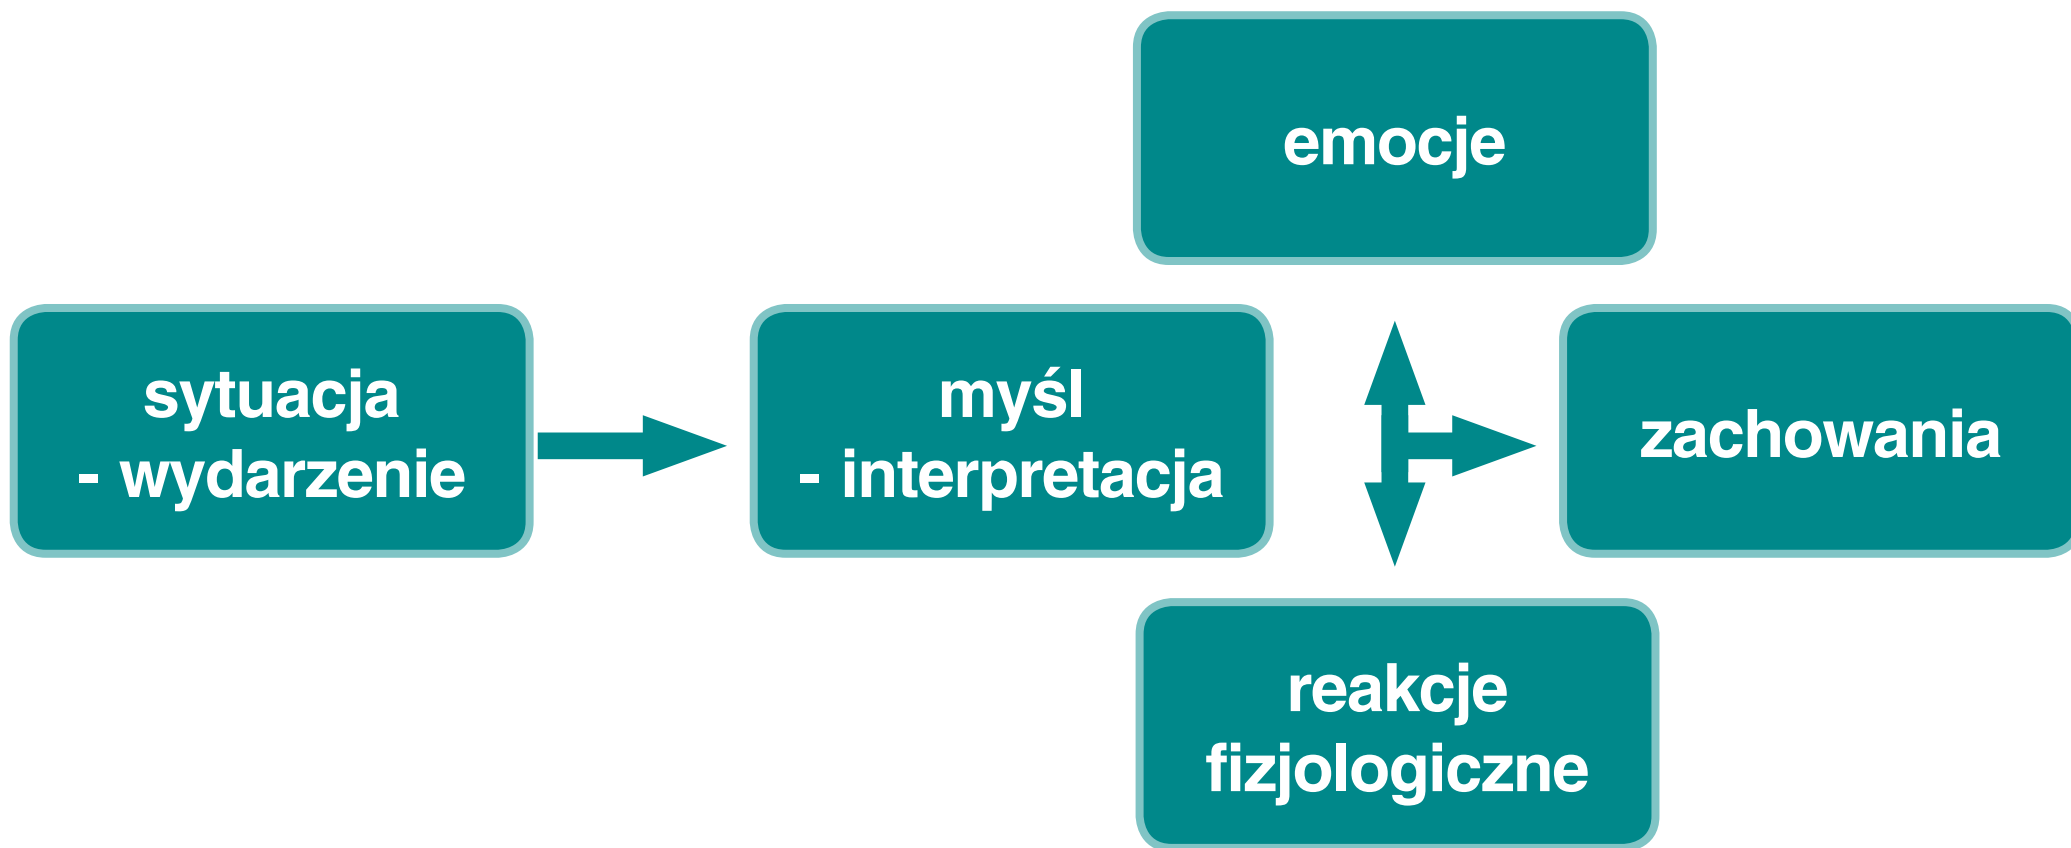 emocje
sytuacja
- wydarzenie
myśl
- interpretacja
zachowania
reakcje
fizjologiczne